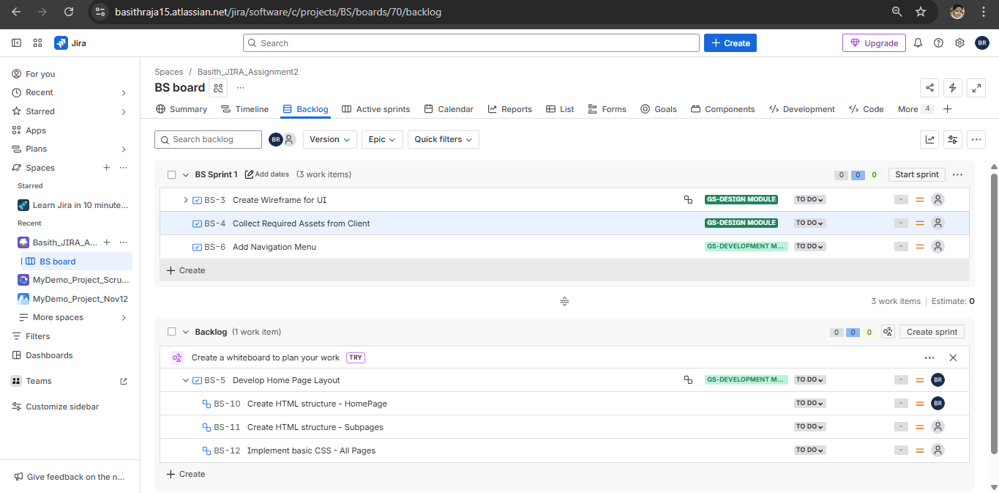 basithraja15.atlassian.net/jira/software/c/projects/BS/boards/70/backlog
Jira
Search
Create
Upgrade
BR
For you
Recent
Starred
Apps
Plans
Spaces
Starred
Learn Jira in 10 minute...
Recent
Basith_JIRA_A...
BS board
MyDemo_Project_Scru...
MyDemo_Project_Nov12
More spaces
Filters
Dashboards
Teams
Customize sidebar
Give feedback on the n...
Spaces / Basith_JIRA_Assignment2
BS board
Summary Timeline Backlog Active sprints Calendar Reports List Forms Goals Components Development Code More 4
Search backlog BR Version Epic Quick filters
BS Sprint 1 Add dates (3 work items) 0 0 0 Start sprint
BS-3 Create Wireframe for UI GS-DESIGN MODULE TO DO -
BS-4 Collect Required Assets from Client GS-DESIGN MODULE TO DO -
BS-6 Add Navigation Menu GS-DEVELOPMENT M... TO DO -
Create
3 work items Estimate: 0
Backlog (1 work item) 0 0 0 Create sprint
Create a whiteboard to plan your work TRY
BS-5 Develop Home Page Layout GS-DEVELOPMENT M... TO DO - BR
BS-10 Create HTML structure - HomePage TO DO - BR
BS-11 Create HTML structure - Subpages TO DO -
BS-12 Implement basic CSS - All Pages TO DO -
Create